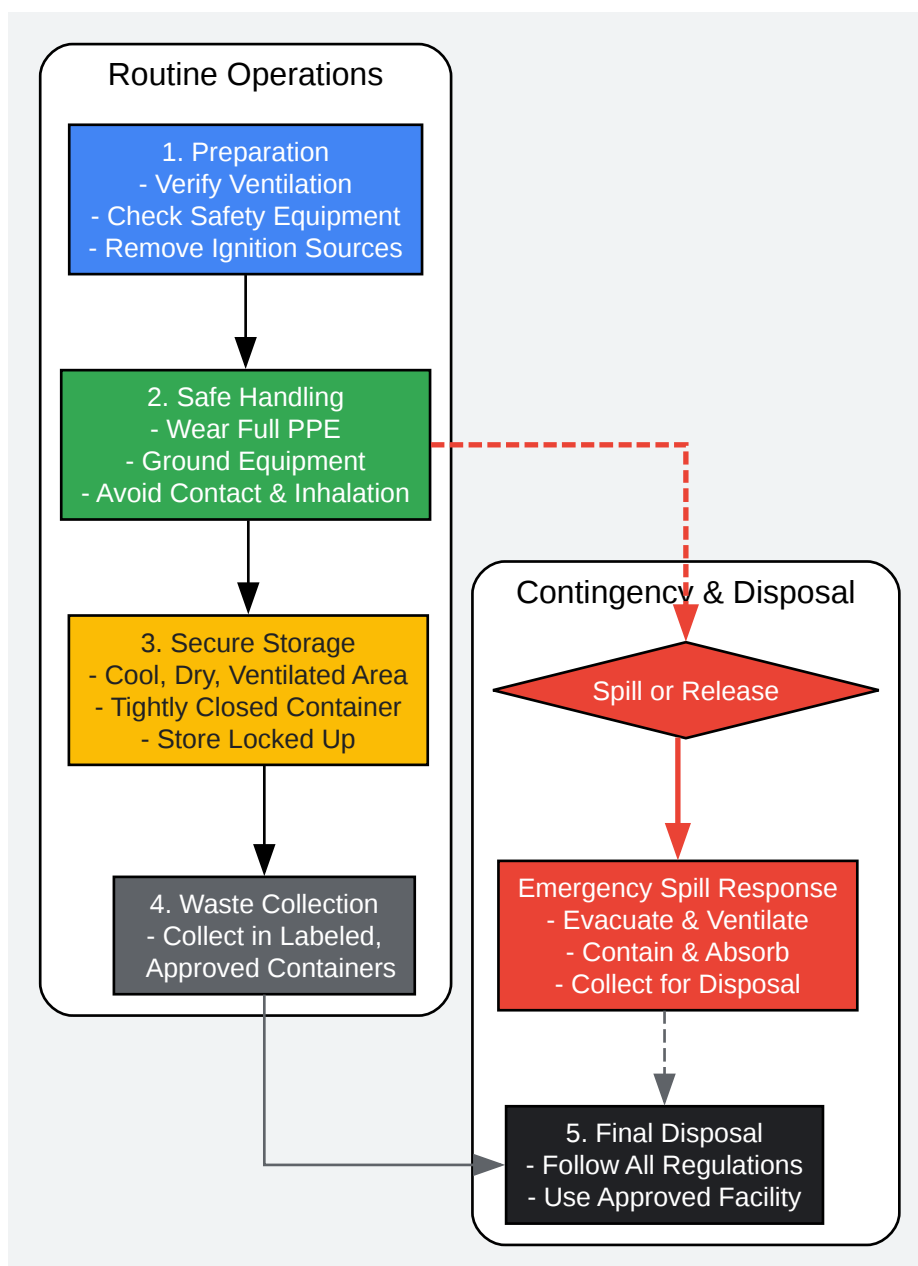 Routine Operations
1. Preparation
- Verify Ventilation
- Check Safety Equipment
- Remove Ignition Sources
2. Safe Handling
- Wear Full PPE
- Ground Equipment
- Avoid Contact & Inhalation
3. Secure Storage
- Cool, Dry, Ventilated Area
- Tightly Closed Container
- Store Locked Up
4. Waste Collection
- Collect in Labeled,
Approved Containers
Contingency & Disposal
Spill or Release
Emergency Spill Response
- Evacuate & Ventilate
- Contain & Absorb
- Collect for Disposal
5. Final Disposal
- Follow All Regulations
- Use Approved Facility